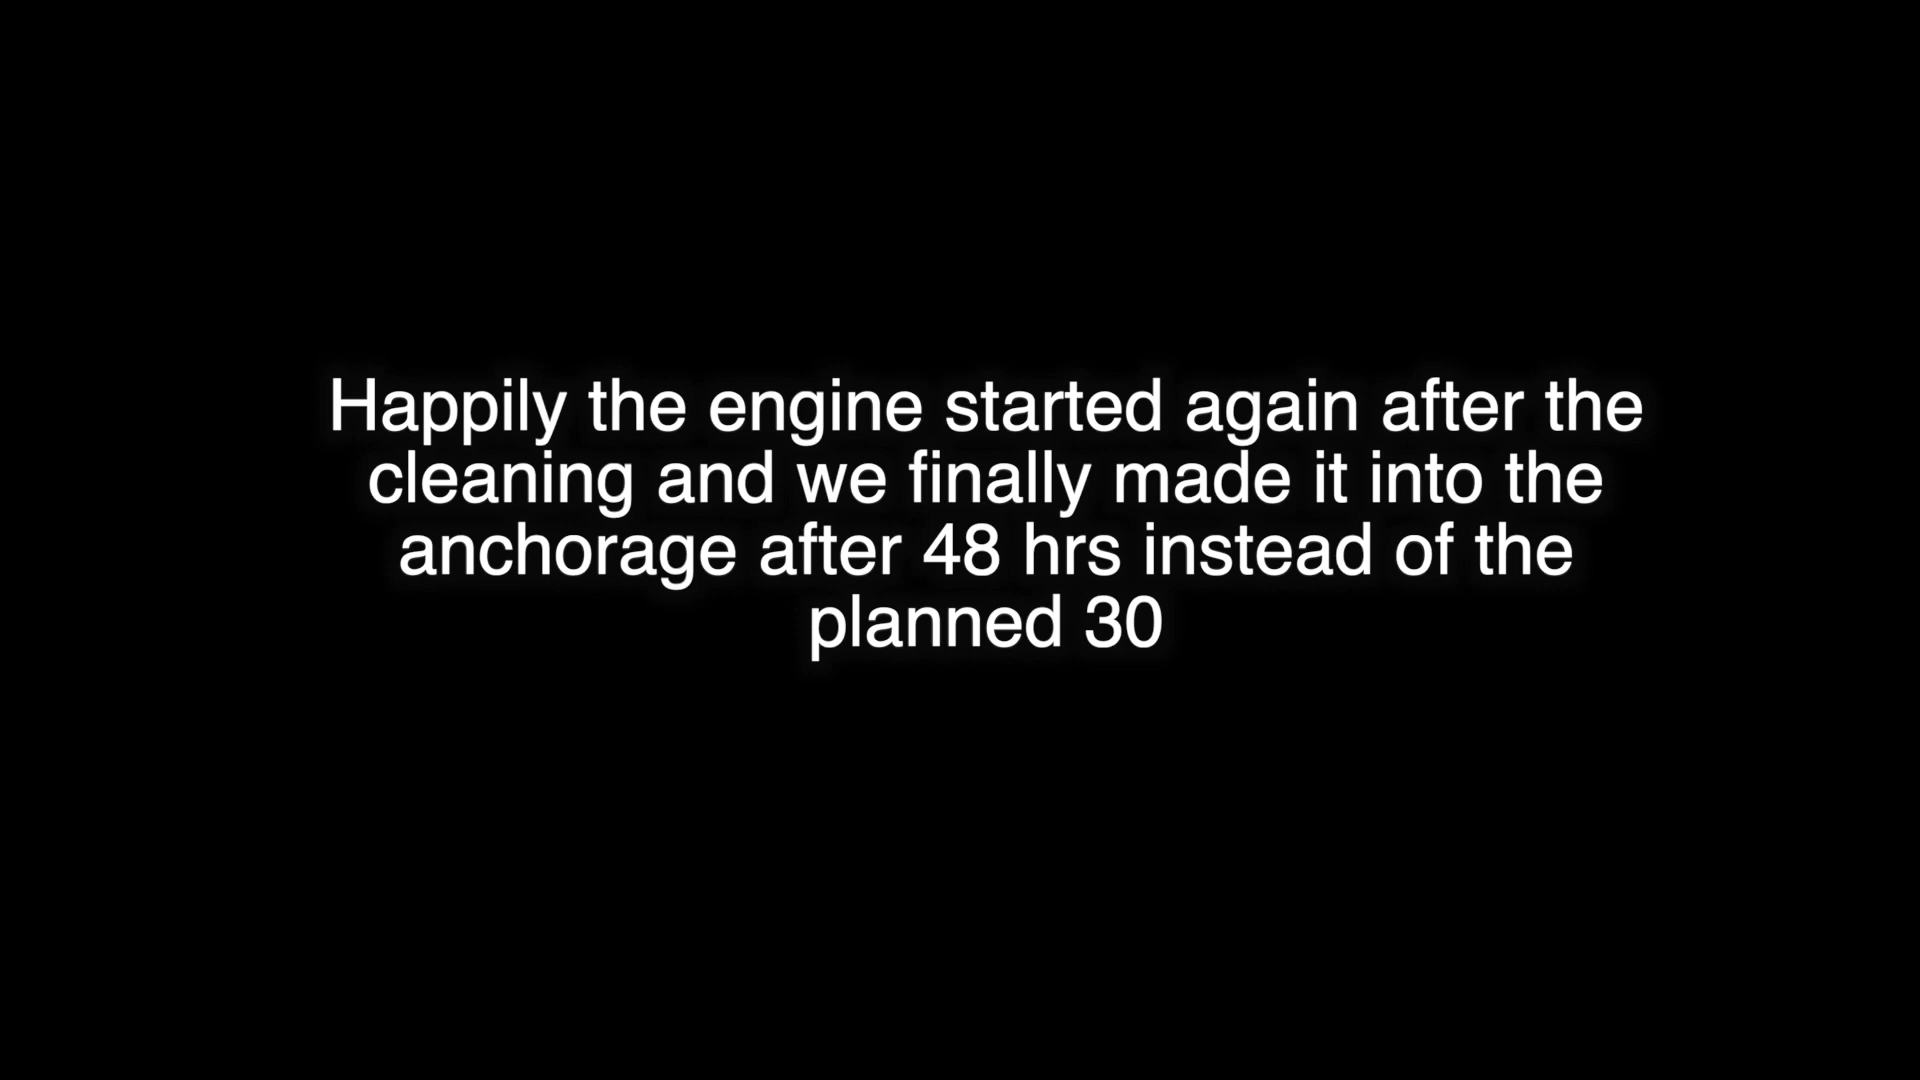 Happily the engine started again after the
cleaning and we finally made it into the
anchorage after 48 hrs instead of the
planned 30